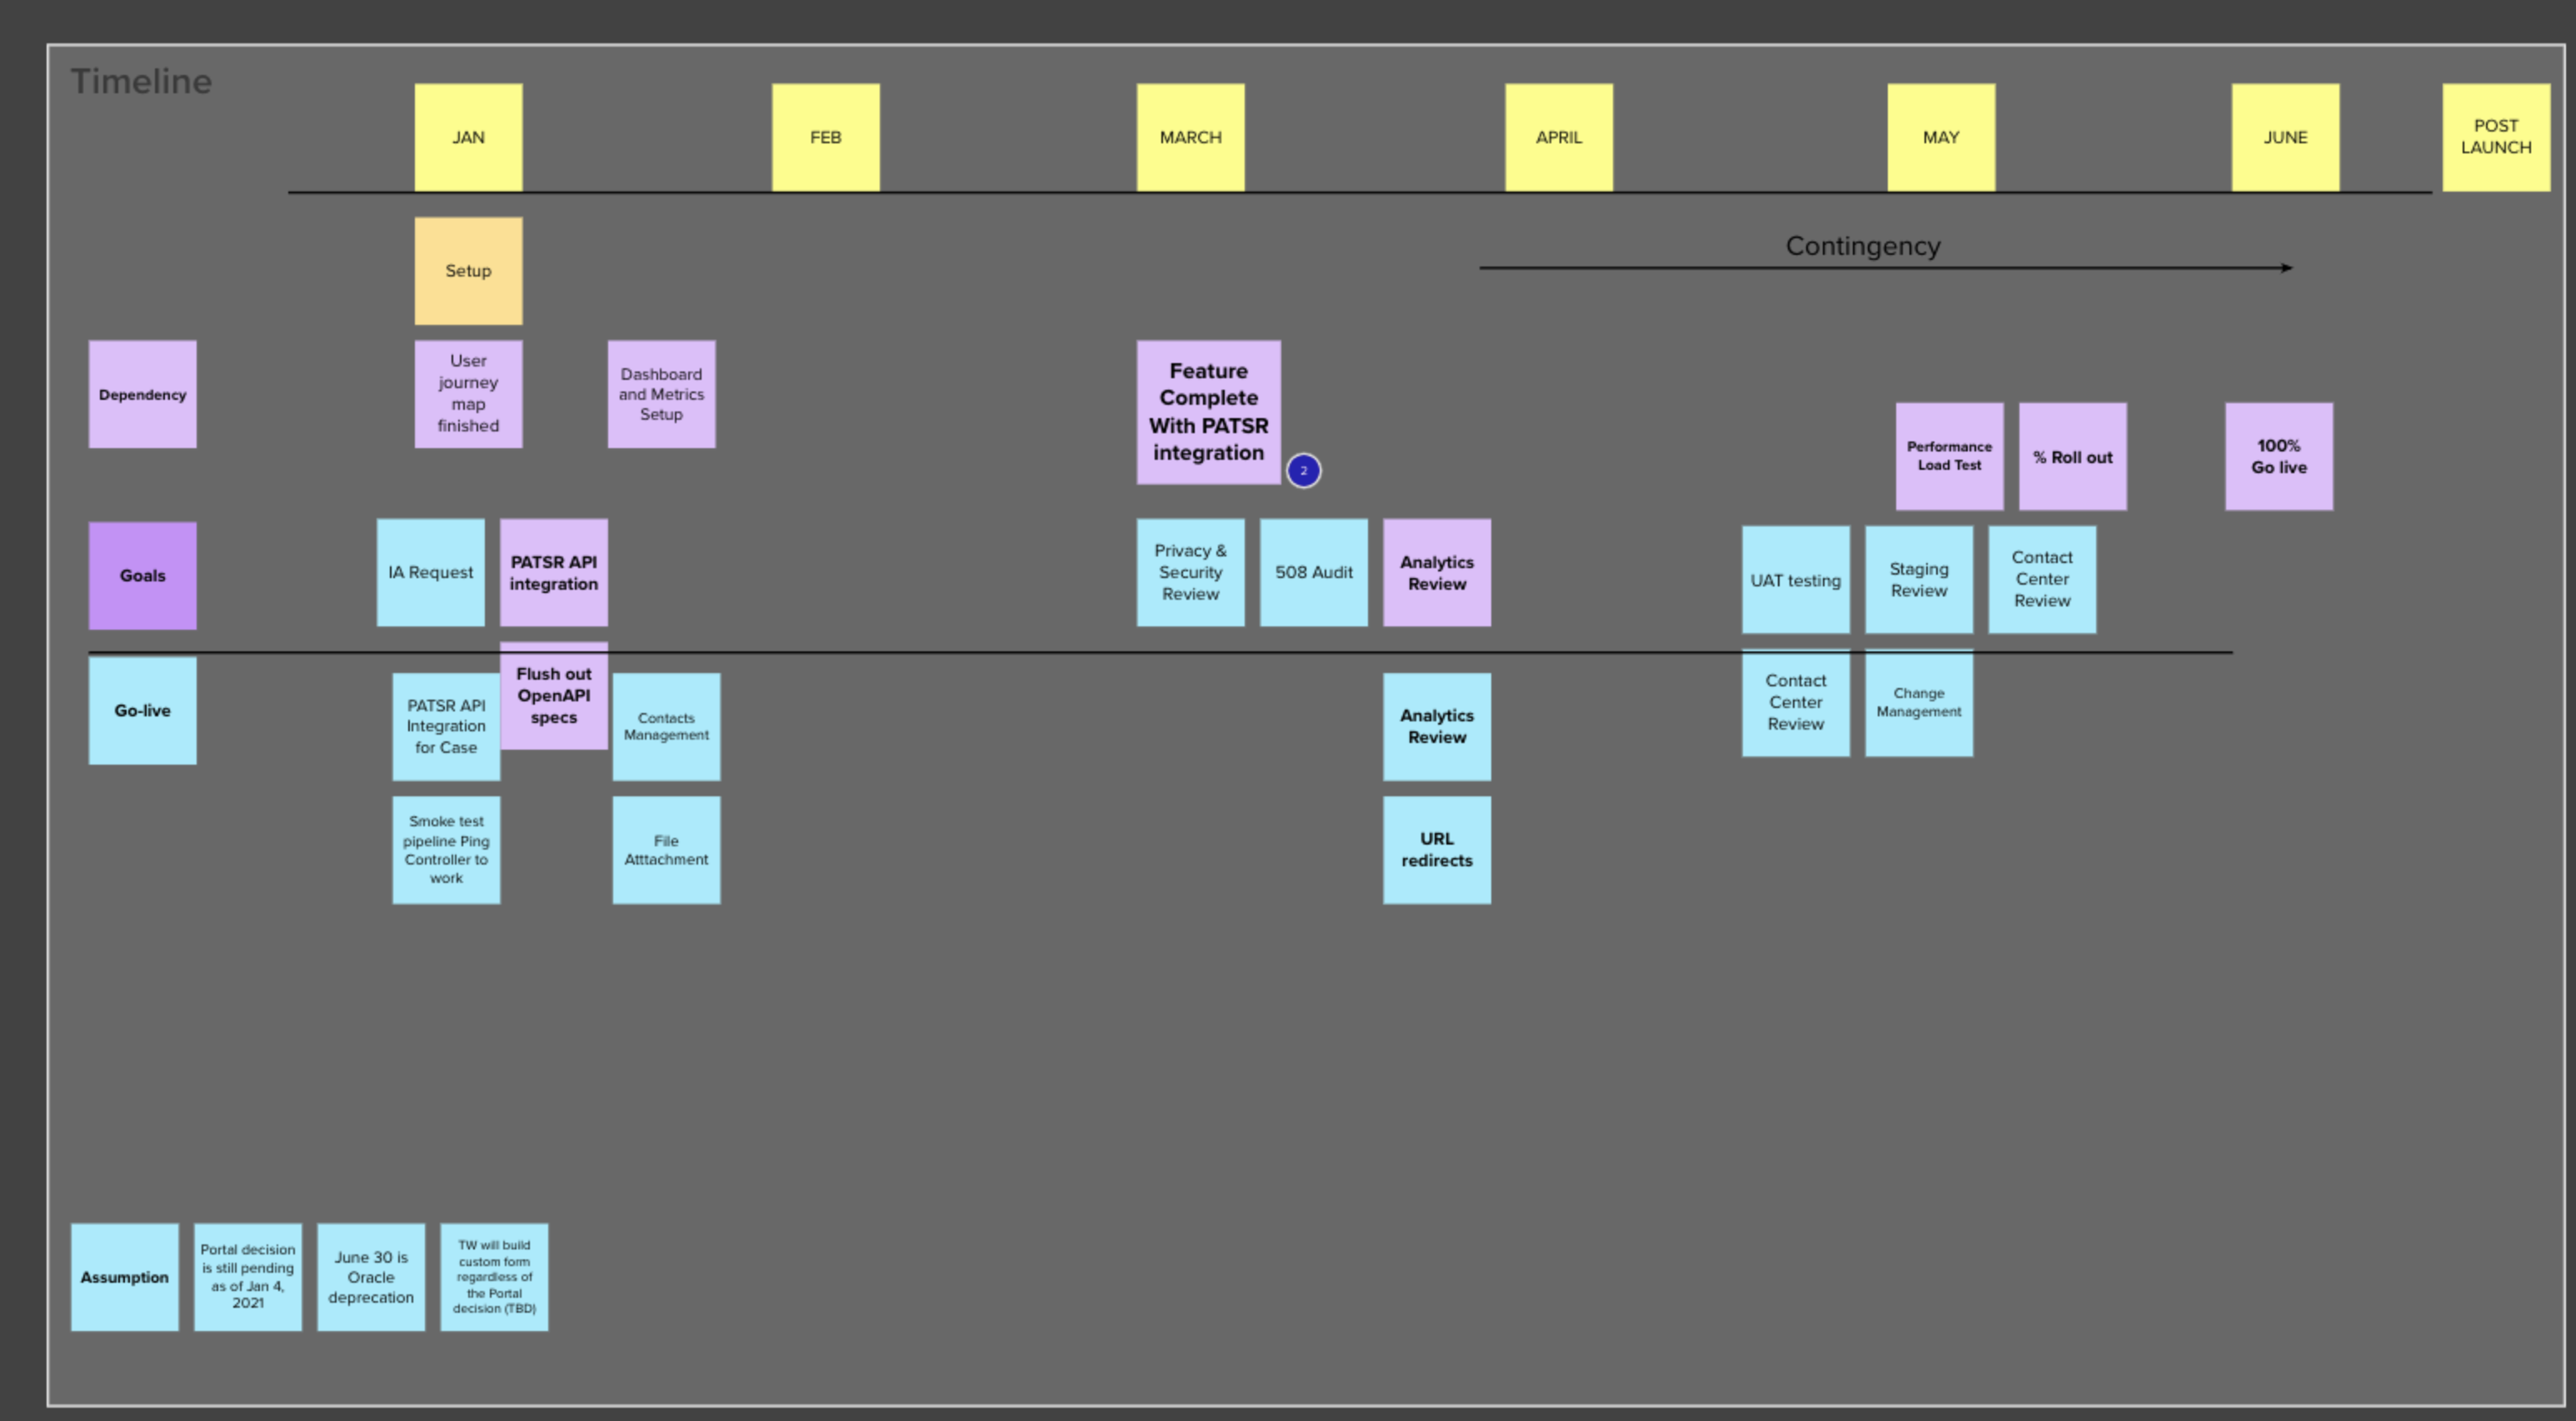 Timeline
JAN
FEB
MARCH
APRIL
MAY
JUNE
POST
LAUNCH
Setup
Contingency
Dependency
User
journey
map
finished
Dashboard
and Metrics
Setup
Feature
Complete
With PATSR
integration
2
Performance
Load Test
% Roll out
100%
Go live
Goals
IA Request
PATSR API
integration
Privacy &
Security
Review
508 Audit
Analytics
Review
UAT testing
Staging
Review
Contact
Center
Review
Go-live
PATSR API
Integration
for Case
Flush out
OpenAPI
specs
Contacts
Management
Analytics
Review
Contact
Center
Review
Change
Management
Smoke test
pipeline Ping
Controller to
work
File
Atttachment
URL
redirects
Assumption
Portal decision
is still pending
as of Jan 4,
2021
June 30 is
Oracle
deprecation
TW will build
custom form
regardless of
the Portal
decision (TBD)